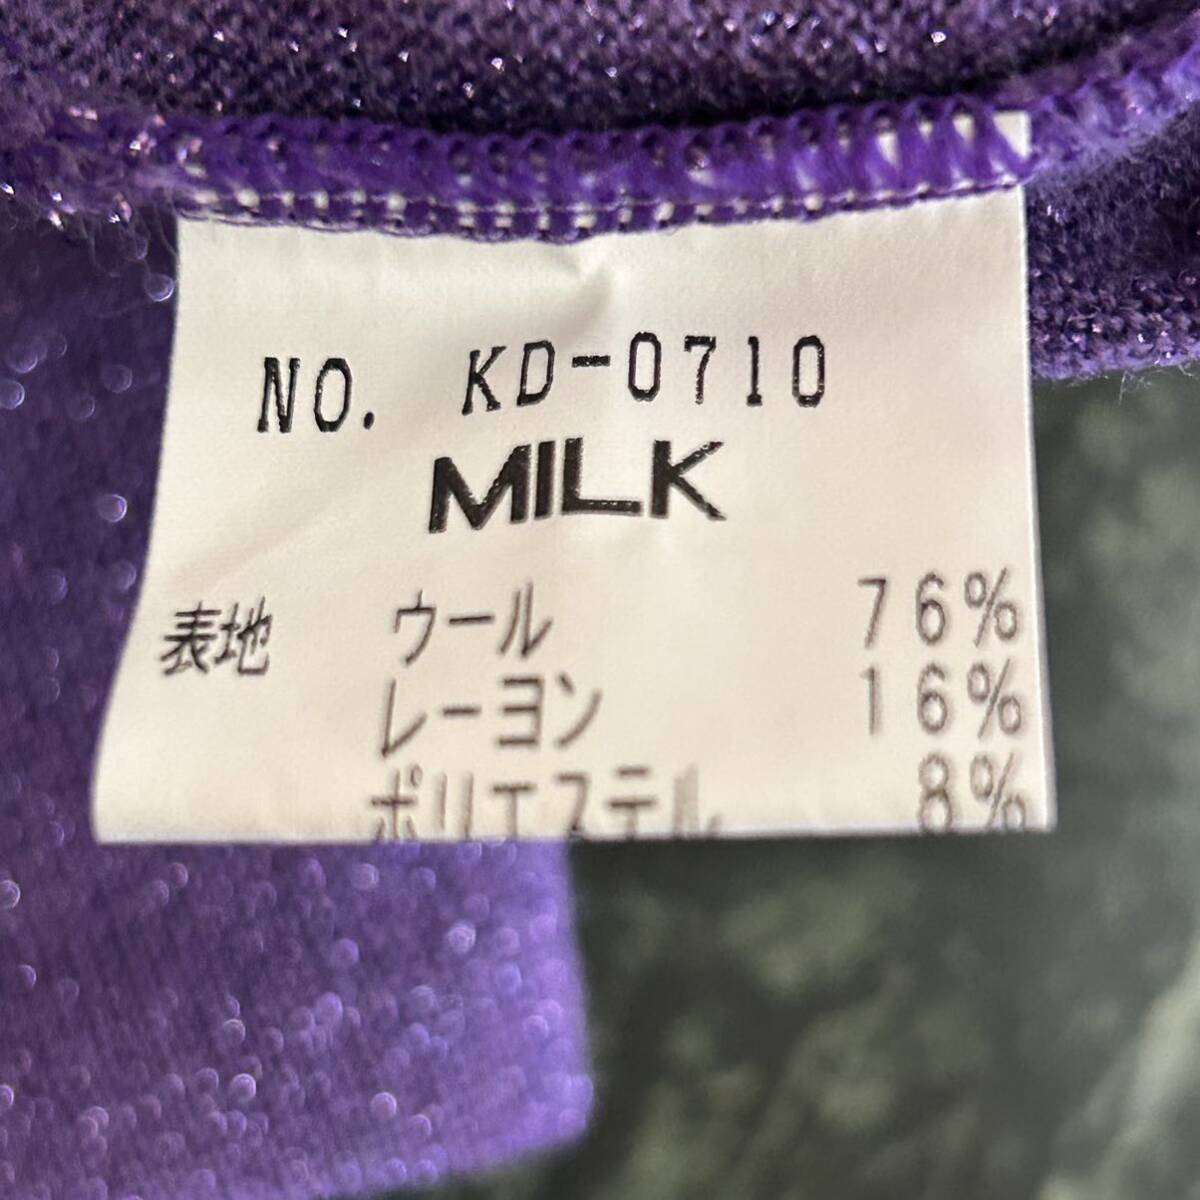 NO. KD-0710
MILK
表地 ウール 76%
レーヨン 16%
ポリエステル 8%